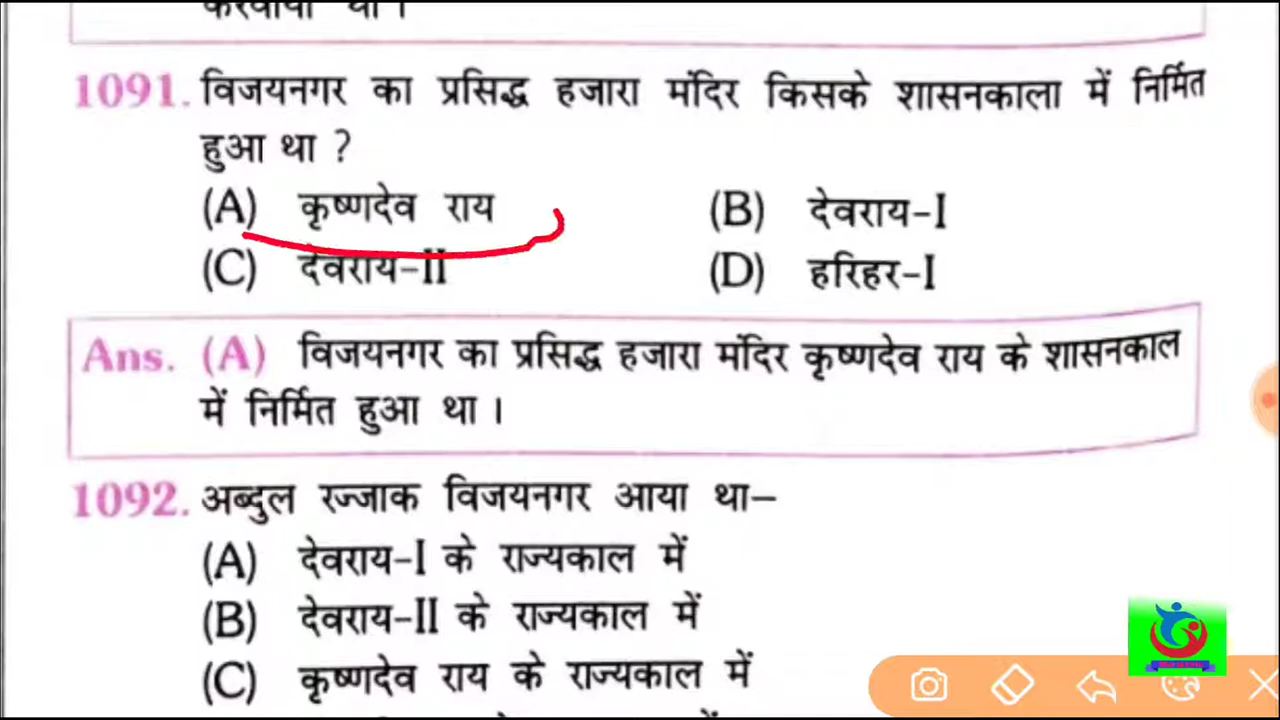 करवाया था ।
1091. विजयनगर का प्रसिद्ध हजारा मंदिर किसके शासनकाला में निर्मित
हुआ था ?
(A) कृष्णदेव राय (B) देवराय-I
(C) देवराय-II (D) हरिहर-I
Ans. (A) विजयनगर का प्रसिद्ध हजारा मंदिर कृष्णदेव राय के शासनकाल
में निर्मित हुआ था ।
1092. अब्दुल रज्जाक विजयनगर आया था–
(A) देवराय-I के राज्यकाल में
(B) देवराय-II के राज्यकाल में
(C) कृष्णदेव राय के राज्यकाल में